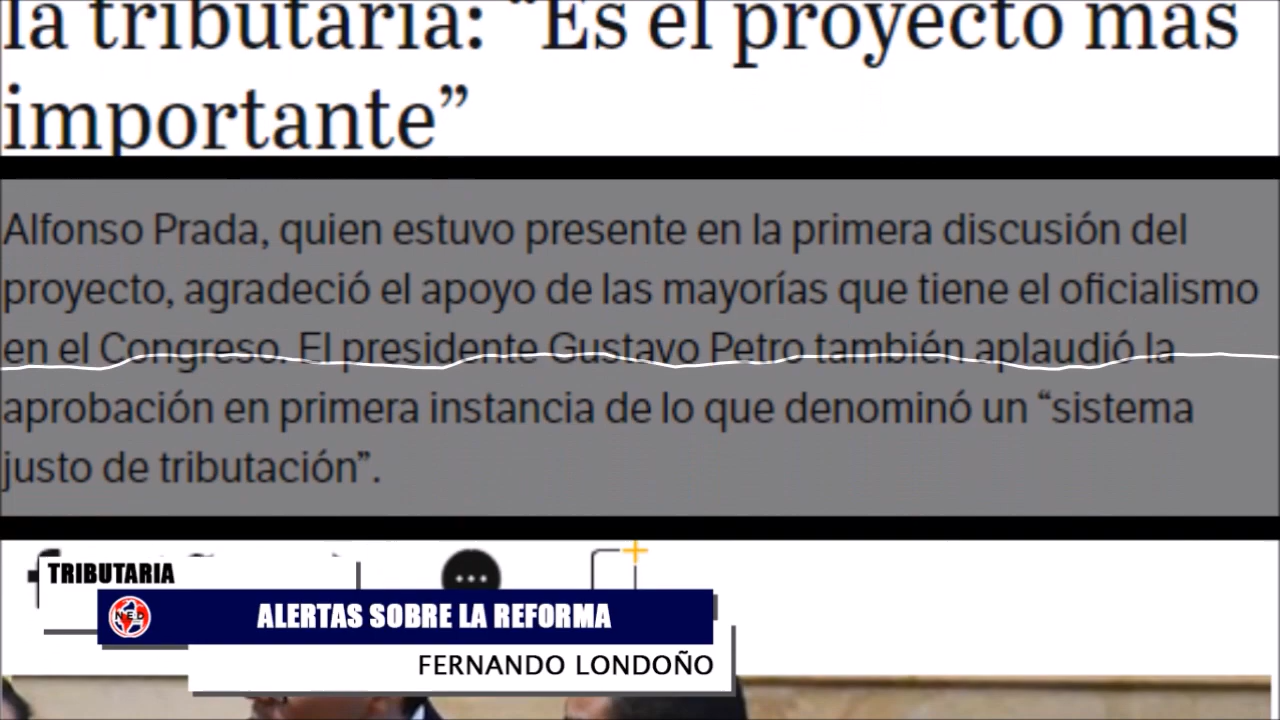 la tributaria: “Es el proyecto más
importante”
Alfonso Prada, quien estuvo presente en la primera discusión del
proyecto, agradeció el apoyo de las mayorías que tiene el oficialismo
en el Congreso. El presidente Gustavo Petro también aplaudió la
aprobación en primera instancia de lo que denominó un “sistema
justo de tributación”.
TRIBUTARIA
ALERTAS SOBRE LA REFORMA
FERNANDO LONDOÑO